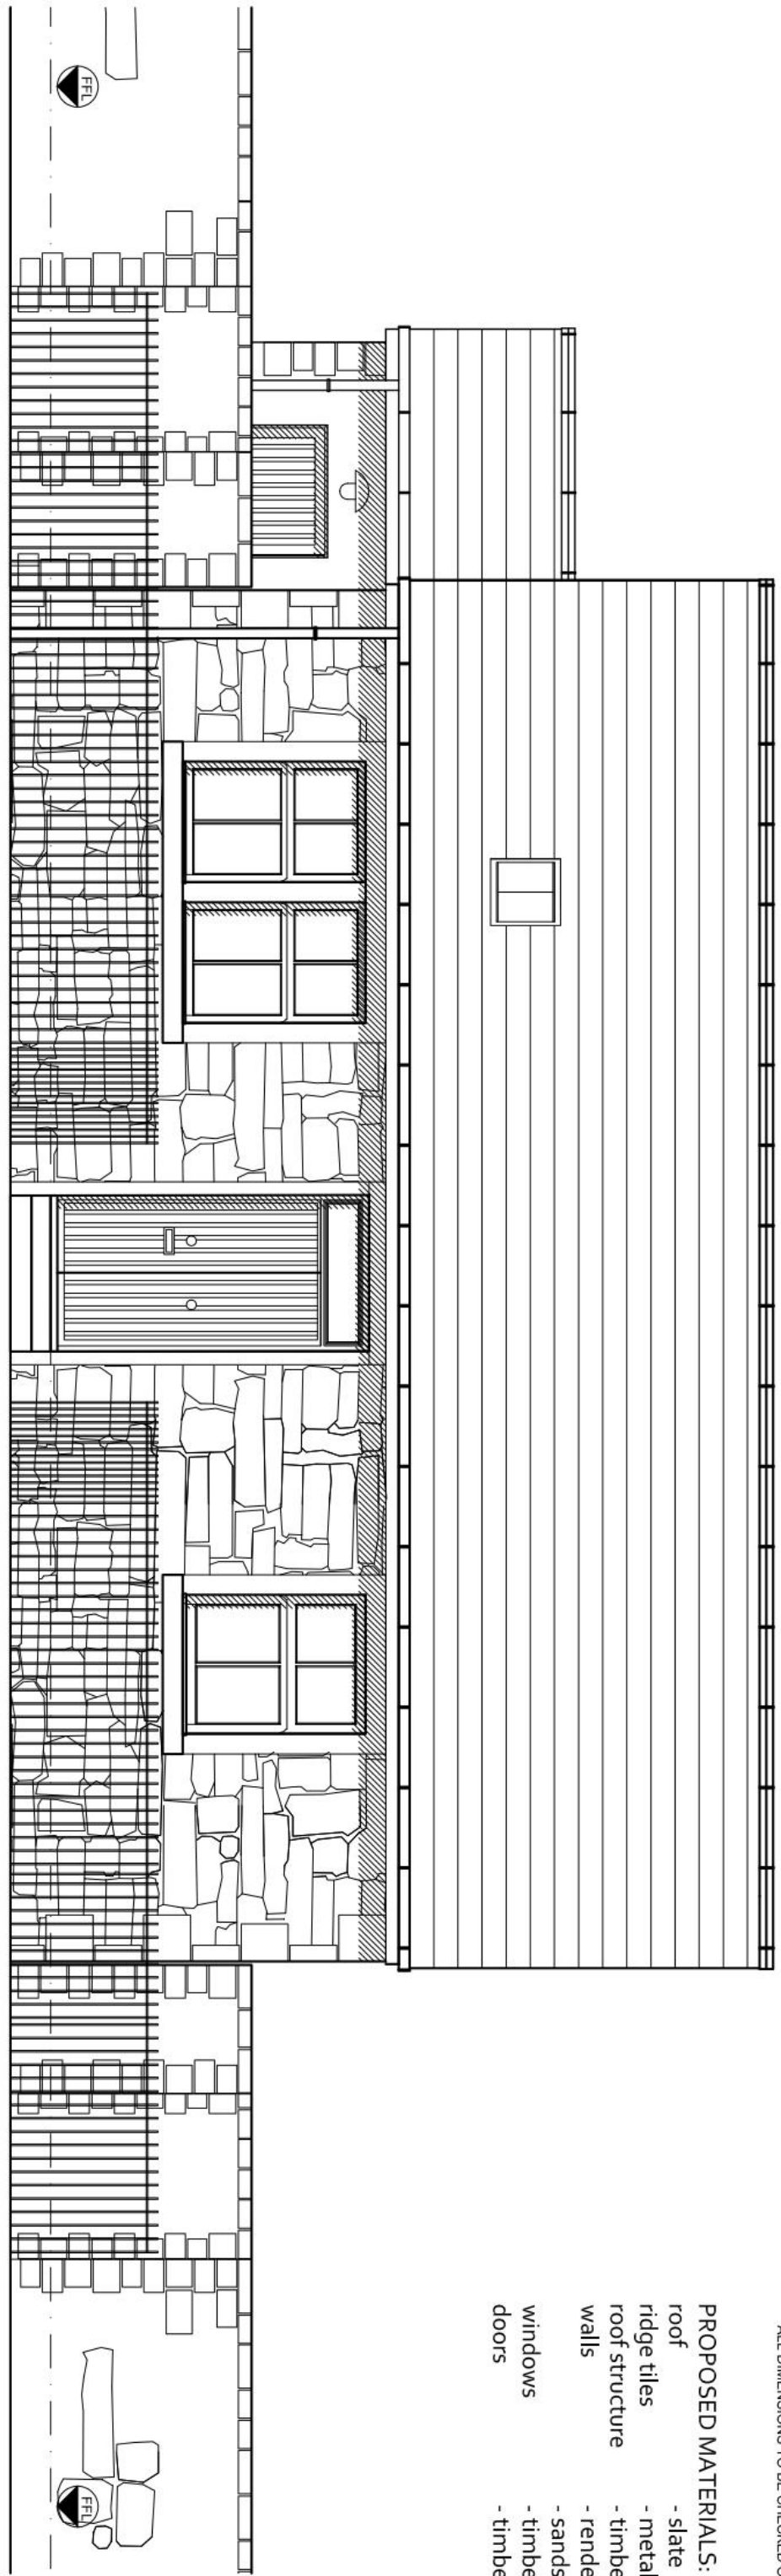 FFL
PROPOSED MATERIALS:
roof - slate
ridge tiles - metal
roof structure - timbe
walls - rende
- sands
windows - timbe
doors - timbe
FFL